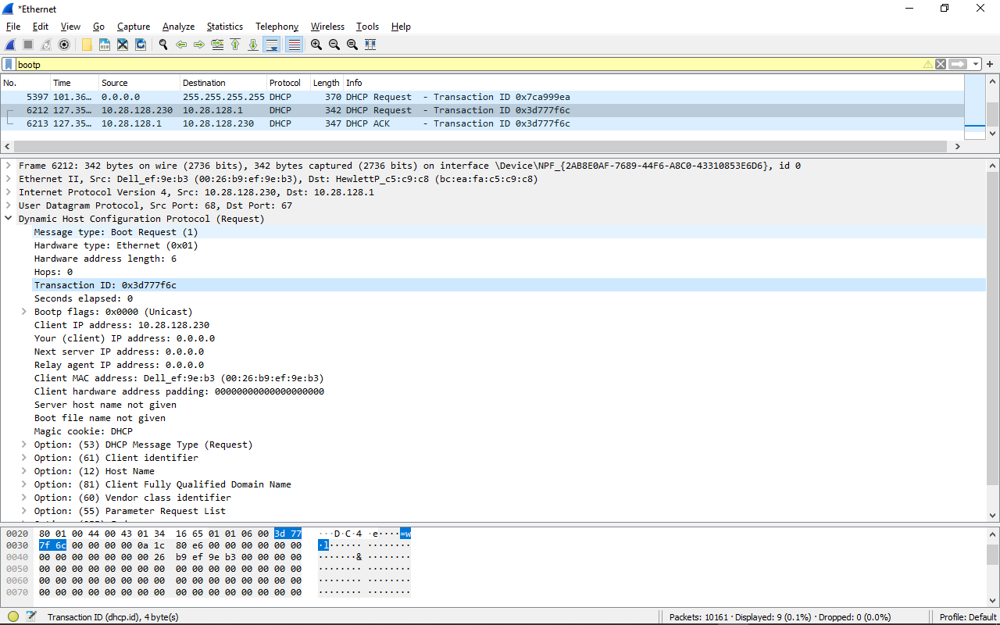 *Ethernet
File Edit View Go Capture Analyze Statistics Telephony Wireless Tools Help
bootp
No. Time Source Destination Protocol Length Info
5397 101.36… 0.0.0.0 255.255.255.255 DHCP 370 DHCP Request - Transaction ID 0x7ca999ea
6212 127.35… 10.28.128.230 10.28.128.1 DHCP 342 DHCP Request - Transaction ID 0x3d777f6c
6213 127.35… 10.28.128.1 10.28.128.230 DHCP 347 DHCP ACK - Transaction ID 0x3d777f6c
Frame 6212: 342 bytes on wire (2736 bits), 342 bytes captured (2736 bits) on interface \Device\NPF_{2AB8E0AF-7689-44F6-A8C0-43310853E6D6}, id 0
Ethernet II, Src: Dell_ef:9e:b3 (00:26:b9:ef:9e:b3), Dst: HewlettP_c5:c9:c8 (bc:ea:fa:c5:c9:c8)
Internet Protocol Version 4, Src: 10.28.128.230, Dst: 10.28.128.1
User Datagram Protocol, Src Port: 68, Dst Port: 67
Dynamic Host Configuration Protocol (Request)
Message type: Boot Request (1)
Hardware type: Ethernet (0x01)
Hardware address length: 6
Hops: 0
Transaction ID: 0x3d777f6c
Seconds elapsed: 0
Bootp flags: 0x0000 (Unicast)
Client IP address: 10.28.128.230
Your (client) IP address: 0.0.0.0
Next server IP address: 0.0.0.0
Relay agent IP address: 0.0.0.0
Client MAC address: Dell_ef:9e:b3 (00:26:b9:ef:9e:b3)
Client hardware address padding: 00000000000000000000
Server host name not given
Boot file name not given
Magic cookie: DHCP
Option: (53) DHCP Message Type (Request)
Option: (61) Client identifier
Option: (12) Host Name
Option: (81) Client Fully Qualified Domain Name
Option: (60) Vendor class identifier
Option: (55) Parameter Request List
0020 80 01 00 44 00 43 01 34 16 65 01 01 06 00 3d 77 ···D·C·4 ·e····=w
0030 7f 6c 00 00 00 00 0a 1c 80 e6 00 00 00 00 00 00 ·l······ ········
0040 00 00 00 00 00 00 00 26 b9 ef 9e b3 00 00 00 00 ·······& ········
0050 00 00 00 00 00 00 00 00 00 00 00 00 00 00 00 00 ········ ········
0060 00 00 00 00 00 00 00 00 00 00 00 00 00 00 00 00 ········ ········
0070 00 00 00 00 00 00 00 00 00 00 00 00 00 00 00 00 ········ ········
Transaction ID (dhcp.id), 4 byte(s) Packets: 10161 · Displayed: 9 (0.1%) · Dropped: 0 (0.0%) Profile: Default